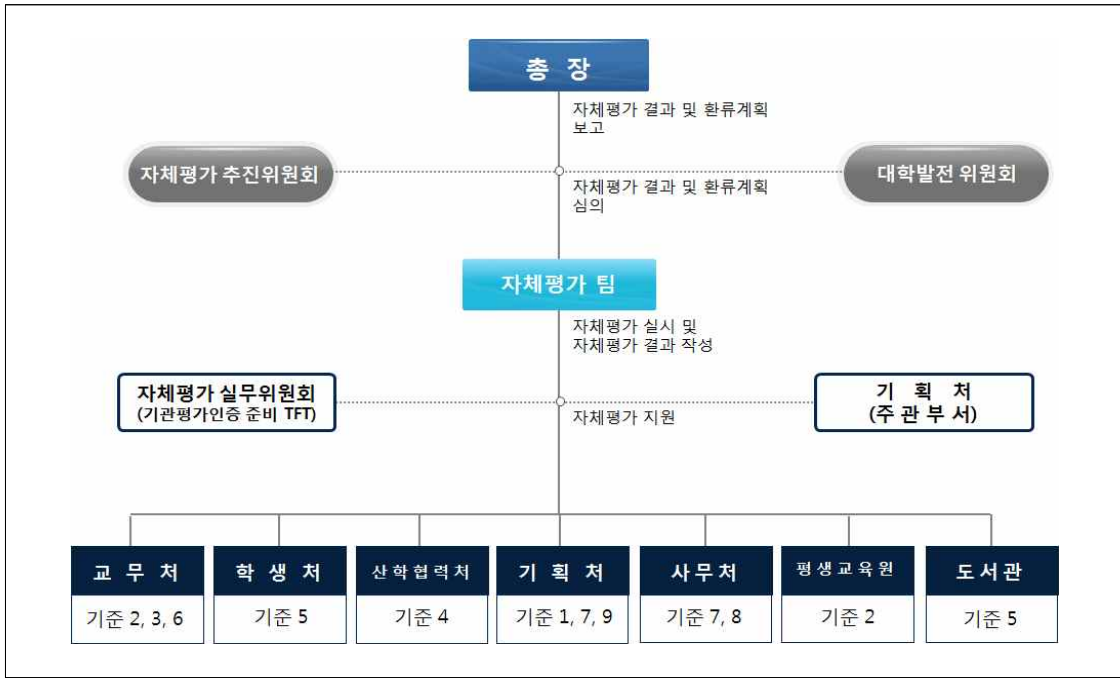 총 장
자체평가 결과 및 환류계획
보고
자체평가 추진위원회
대학발전 위원회
자체평가 결과 및 환류계획
심의
자체평가 팀
자체평가 실시 및
자체평가 결과 작성
자체평가 실무위원회
(기관평가인증 준비 TFT)
기 획 처
(주관부서)
자체평가 지원
교 무 처
학 생 처
산학협력처
기 획 처
사무처
평생교육원
도서관
기준 2, 3, 6
기준 5
기준 4
기준 1, 7, 9
기준 7, 8
기준 2
기준 5